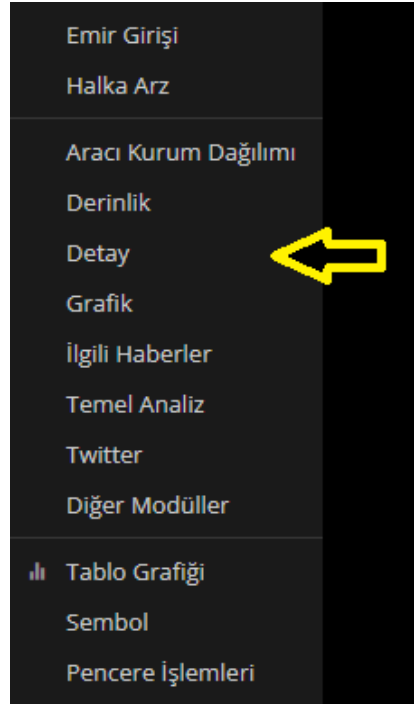 Emir Girişi
Halka Arz
Aracı Kurum Dağılımı
Derinlik
Detay
Grafik
İlgili Haberler
Temel Analiz
Twitter
Diğer Modüller
Tablo Grafiği
Sembol
Pencere İşlemleri